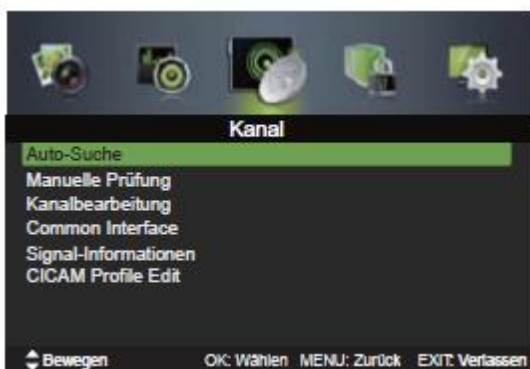 Kanal
Auto-Suche
Manuelle Prüfung
Kanalbearbeitung
Common Interface
Signal-Informationen
CICAM Profile Edit
Bewegen OK: Wählen MENU: Zurück EXIT: Verlassen